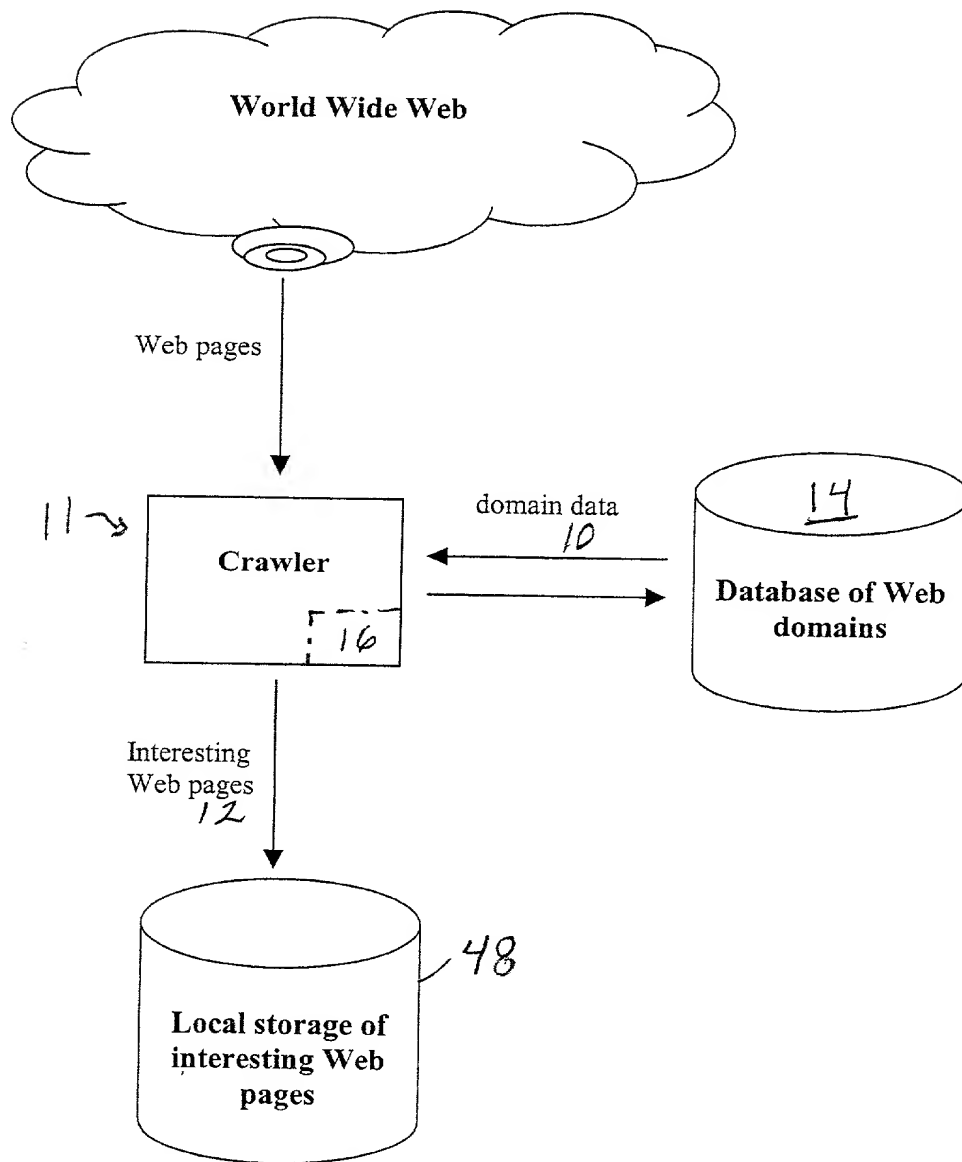 World Wide Web
Web pages
11
Crawler
16
domain data
10
14
Database of Web
domains
Interesting
Web pages
12
48
Local storage of
interesting Web
pages